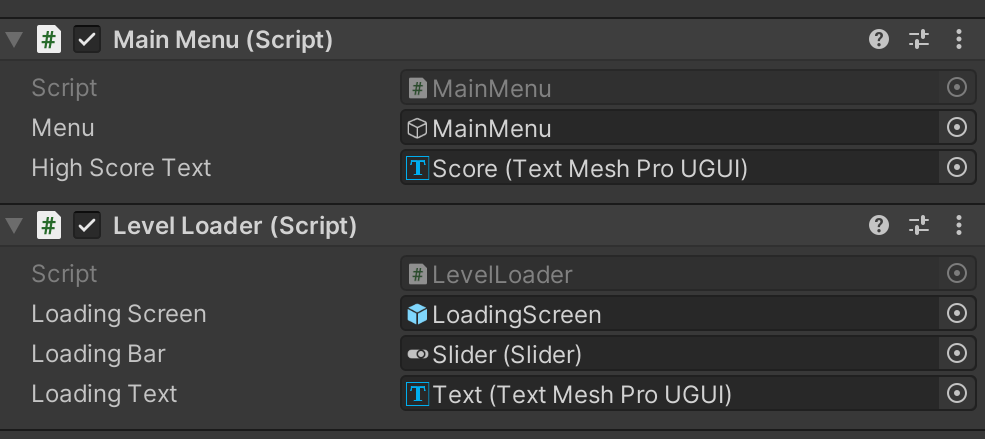 Main Menu (Script)
Script MainMenu
Menu MainMenu
High Score Text Score (Text Mesh Pro UGUI)
Level Loader (Script)
Script LevelLoader
Loading Screen LoadingScreen
Loading Bar Slider (Slider)
Loading Text Text (Text Mesh Pro UGUI)